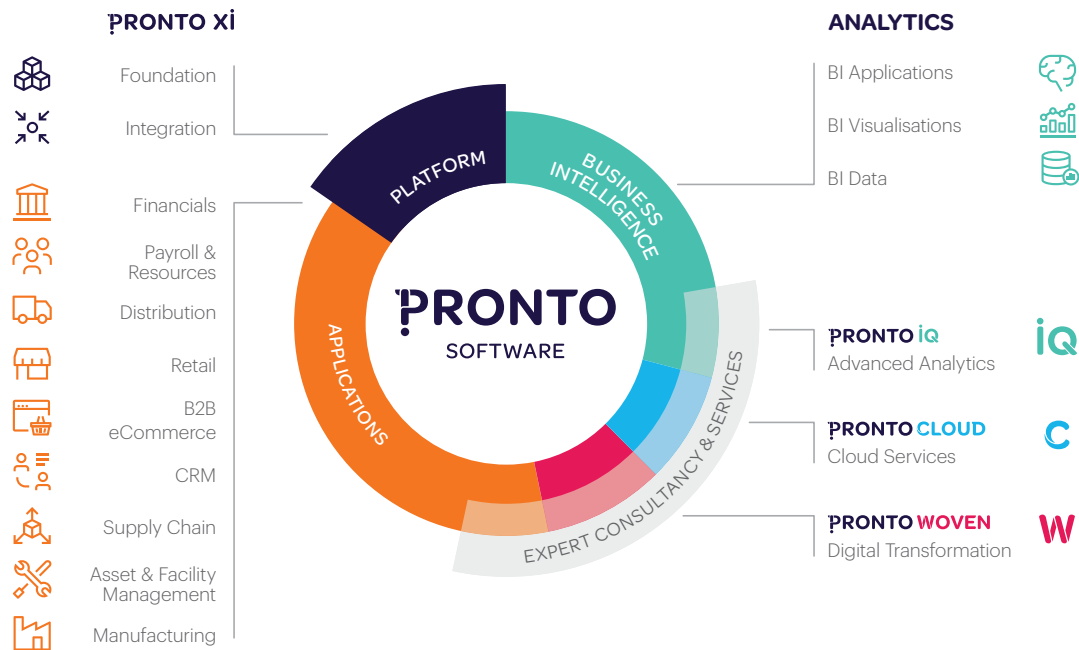 PRONTO Xi
Foundation
Integration
Financials
Payroll &
Resources
Distribution
Retail
B2B
eCommerce
CRM
Supply Chain
Asset & Facility
Management
Manufacturing
PLATFORM
BUSINESS
INTELLIGENCE
APPLICATIONS
EXPERT CONSULTANCY & SERVICES
PRONTO
SOFTWARE
ANALYTICS
BI Applications
BI Visualisations
BI Data
PRONTO iQ
Advanced Analytics
iQ
PRONTO CLOUD
Cloud Services
C
PRONTO WOVEN
Digital Transformation
W